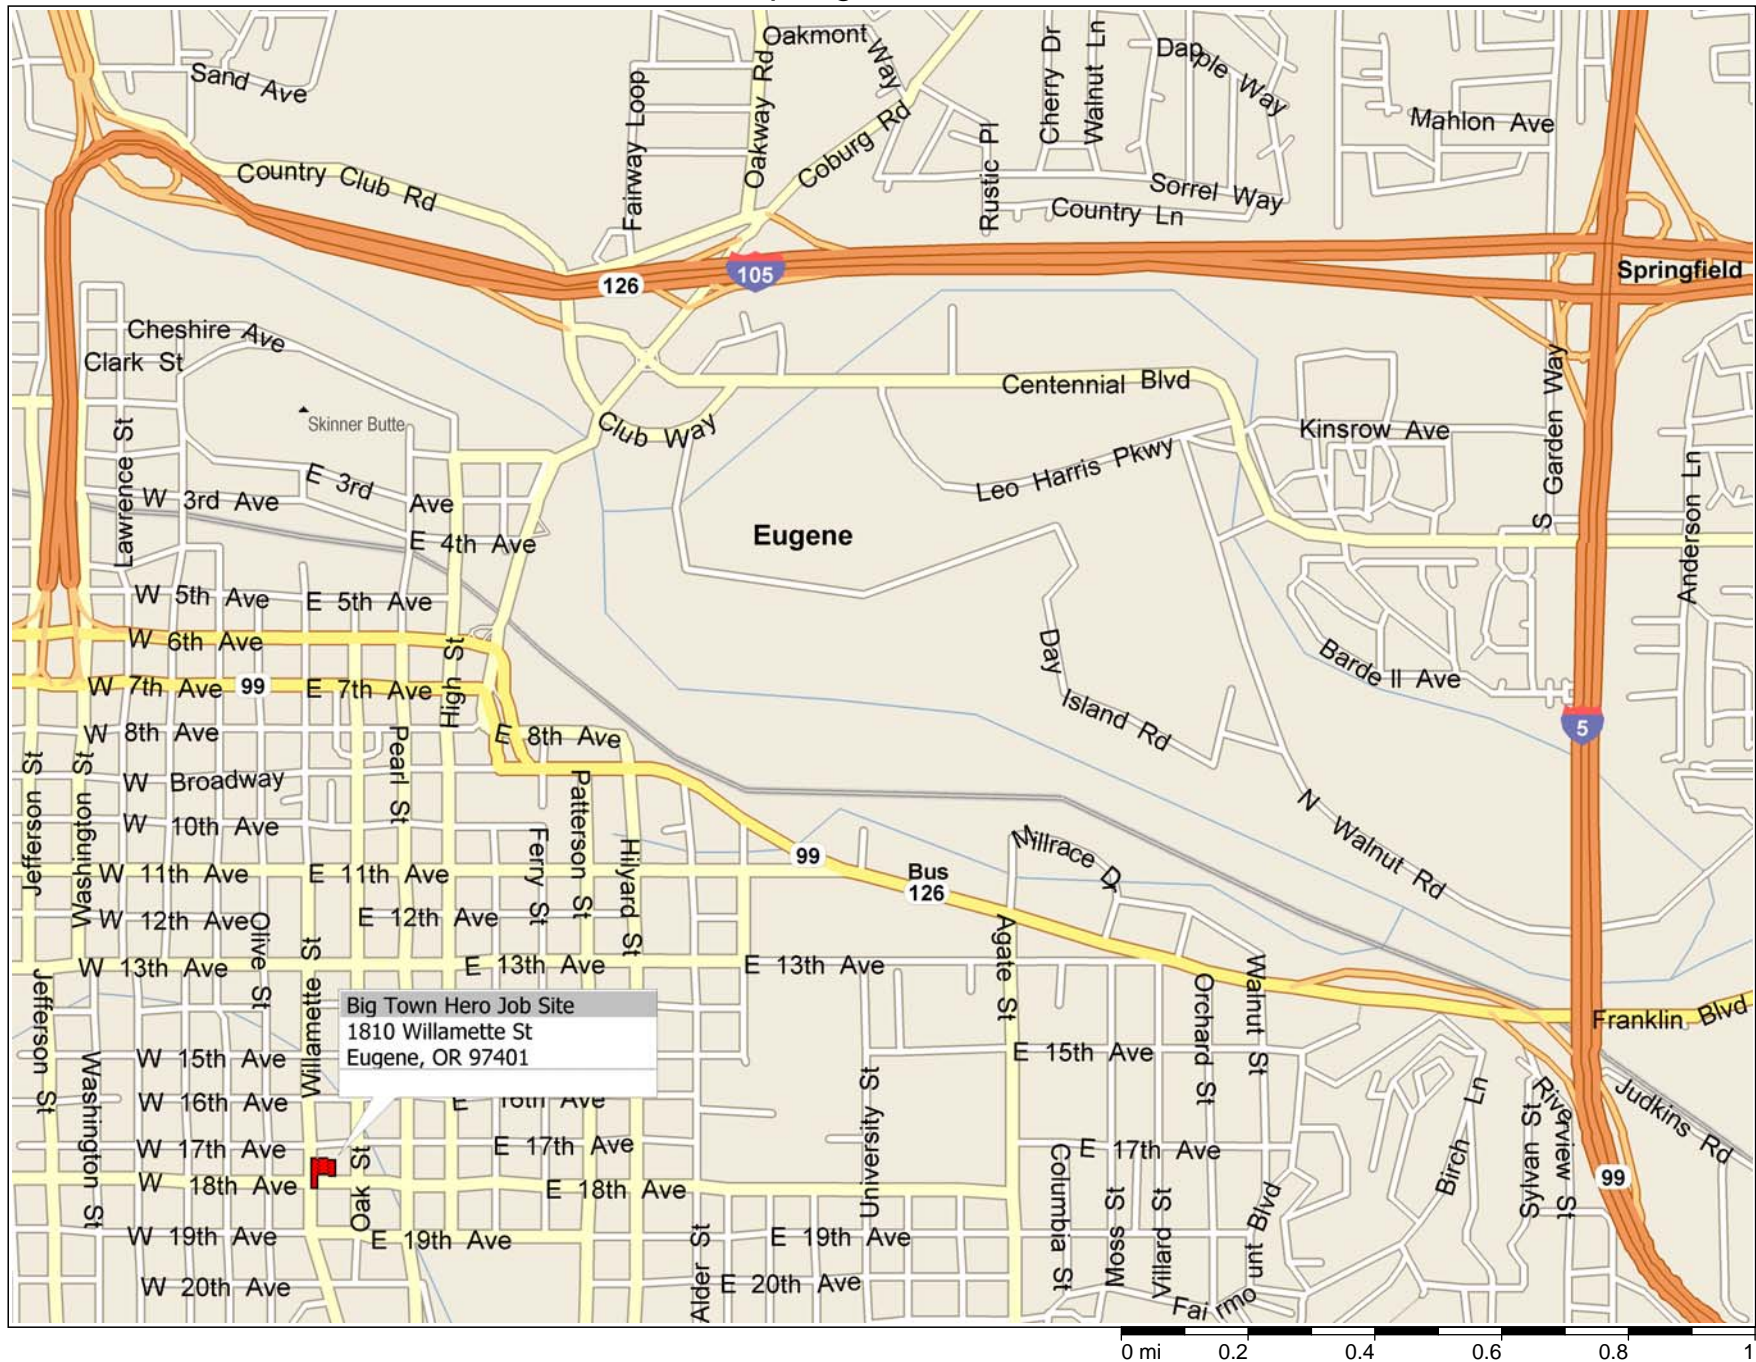 Oakmont Way
Sand Ave
Fairway Loop
Oakway Rd
Coburg Rd
Cherry Dr
Walnut Ln
Dapple Way
Mahlon Ave
Rustic Pl
Country Club Rd
Sorrel Way
Country Ln
126
105
Springfield
Cheshire Ave
Clark St
Skinner Butte
Club Way
Centennial Blvd
Kinsrow Ave
S Garden Way
Leo Harris Pkwy
Anderson Ln
Lawrence St
W 3rd Ave
E 3rd Ave
E 4th Ave
Eugene
W 5th Ave
E 5th Ave
W 6th Ave
High St
Day Island Rd
Barde ll Ave
W 7th Ave
99
E 7th Ave
5
W 8th Ave
Pearl St
E 8th Ave
Jefferson St
Washington St
W Broadway
Patterson St
N Walnut Rd
W 10th Ave
Ferry St
Hilyard St
99
Millrace D
Bus
126
W 11th Ave
E 11th Ave
W 12th Ave
Olive St
E 12th Ave
Agate St
W 13th Ave
Willamette St
E 13th Ave
E 13th Ave
Orchard St
Walnut St
Jefferson St
Big Town Hero Job Site
1810 Willamette St
Eugene, OR 97401
Franklin Blvd
W 15th Ave
E 15th Ave
Washington St
W 16th Ave
E 16th Ave
University St
Birch Ln
Sylvan St
Riverview St
Judkins Rd
W 17th Ave
Oak St
E 17th Ave
Columbia St
E 17th Ave
99
W 18th Ave
E 18th Ave
Moss St
Villard St
W 19th Ave
E 19th Ave
Alder St
E 19th Ave
W 20th Ave
E 20th Ave
Fai rmo unt Blvd
0 mi 0.2 0.4 0.6 0.8 1